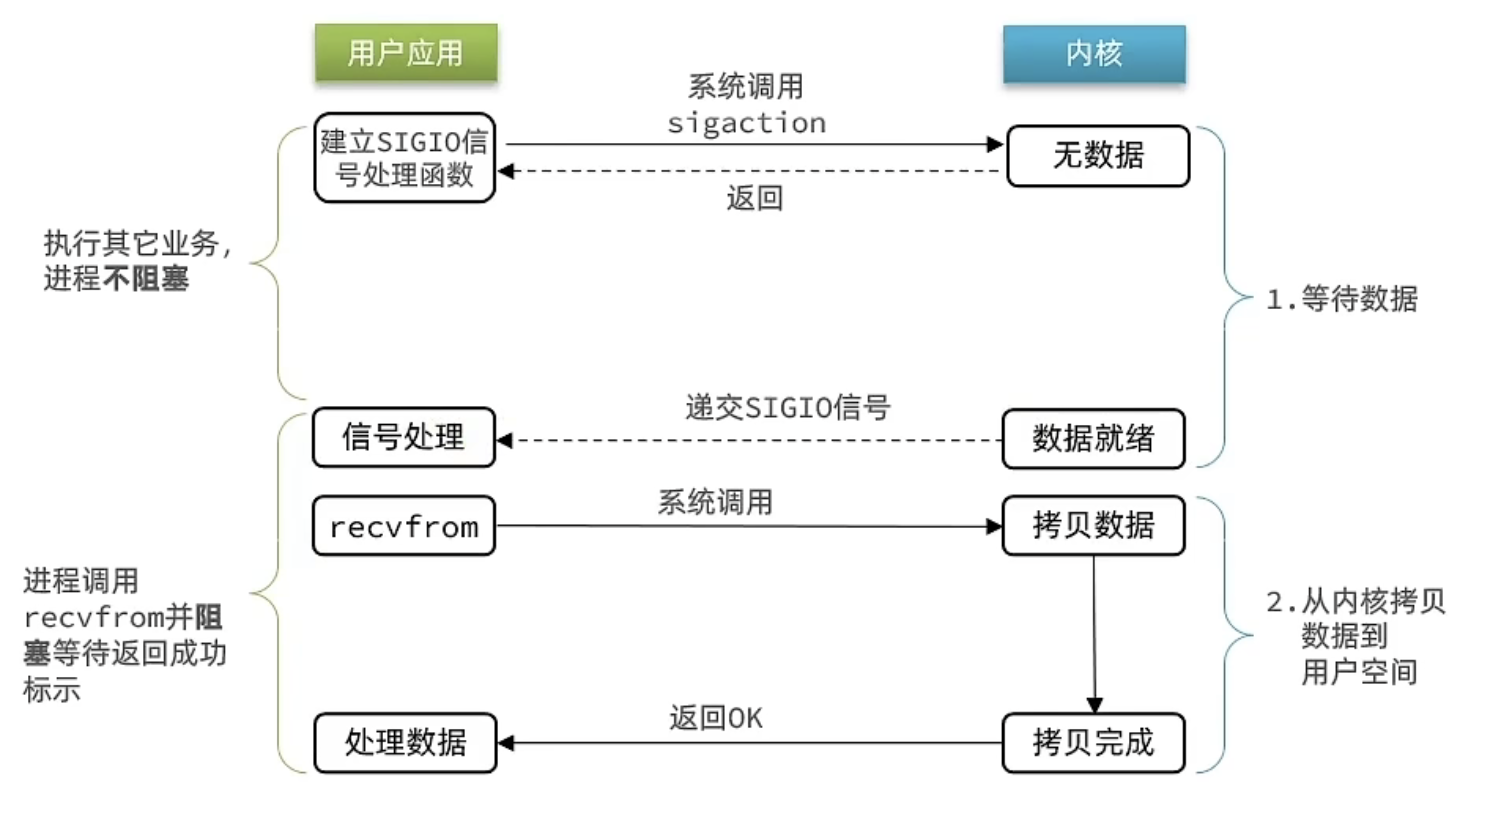 用户应用
内核
系统调用
sigaction
建立SIGIO信
号处理函数
无数据
返回
执行其它业务,
进程不阻塞
1.等待数据
递交SIGIO信号
信号处理
数据就绪
系统调用
recvfrom
拷贝数据
进程调用
recvfrom并阻
塞等待返回成功
标示
2.从内核拷贝
数据到
用户空间
返回OK
处理数据
拷贝完成